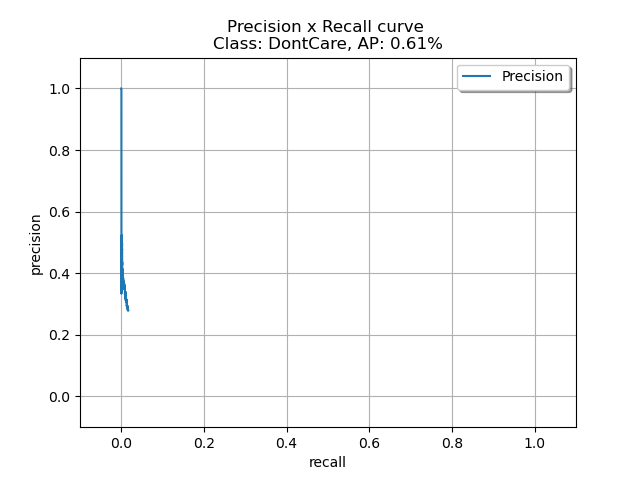 Precision x Recall curve
Class: DontCare, AP: 0.61%
Precision
1.0
0.8
0.6
0.4
0.2
0.0
precision
0.0 0.2 0.4 0.6 0.8 1.0
recall